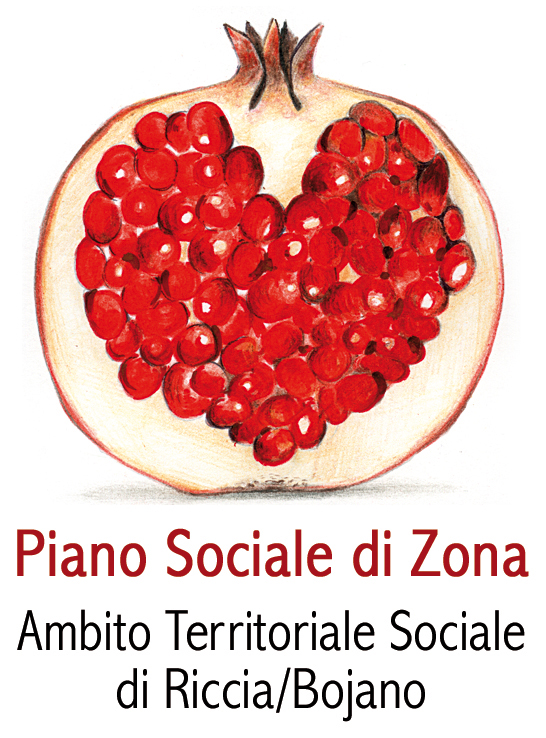 Piano Sociale di Zona
Ambito Territoriale Sociale
di Riccia/Bojano